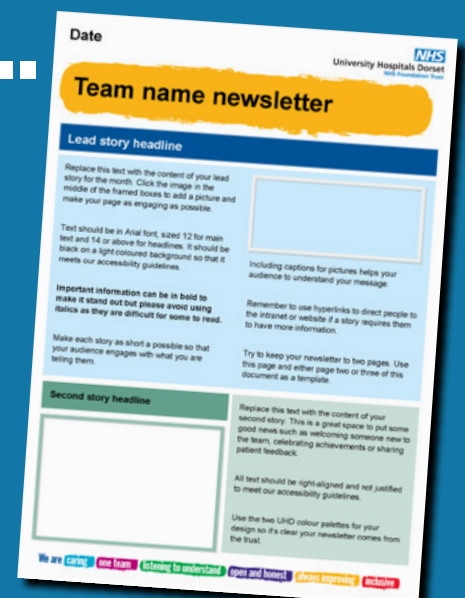 Date
NHS
University Hospitals Dorset
NHS Foundation Trust
Team name newsletter
Lead story headline
Replace this text with the content of your lead
story for the month. Click the image in the
middle of the framed boxes to add a picture and
make your page as engaging as possible.
Text should be in Arial font, sized 12 for main
text and 14 or above for headlines. It should be
black on a light coloured background so that it
meets our accessibility guidelines.
Important information can be in bold to
make it stand out but please avoid using
italics as they are difficult for some to read.
Make each story as short a possible so that
your audience engages with what you are
telling them.
Including captions for pictures helps your
audience to understand your message.
Remember to use hyperlinks to direct people to
the intranet or website if a story requires them
to have more information.
Try to keep your newsletter to two pages. Use
this page and either page two or three of this
document as a template.
Second story headline
Replace this text with the content of your
second story. This is a great space to put some
good news such as welcoming someone new to
the team, celebrating achievements or sharing
patient feedback.
All text should be right-aligned and not justified
to meet our accessibility guidelines.
Use the two UHD colour palettes for your
design so it's clear your newsletter comes from
the trust.
We are caring one team listening to understand open and honest always improving inclusive